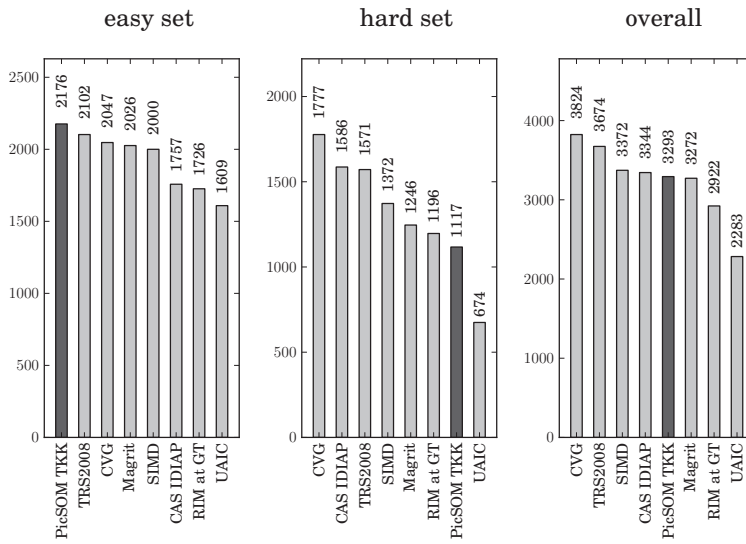 easy set
hard set
overall
2500
2000
1500
1000
500
0
2176
2102
2047
2026
2000
1757
1726
1609
PicSOM TKK
TRS2008
CVG
Magrit
SIMD
CAS IDIAP
RIM at GT
UAIC
2000
1500
1000
500
0
1777
1586
1571
1372
1246
1196
1117
674
CVG
CAS IDIAP
TRS2008
SIMD
Magrit
RIM at GT
PicSOM TKK
UAIC
4000
3000
2000
1000
0
3824
3674
3372
3344
3293
3272
2922
2283
CVG
TRS2008
SIMD
CAS IDIAP
PicSOM TKK
Magrit
RIM at GT
UAIC